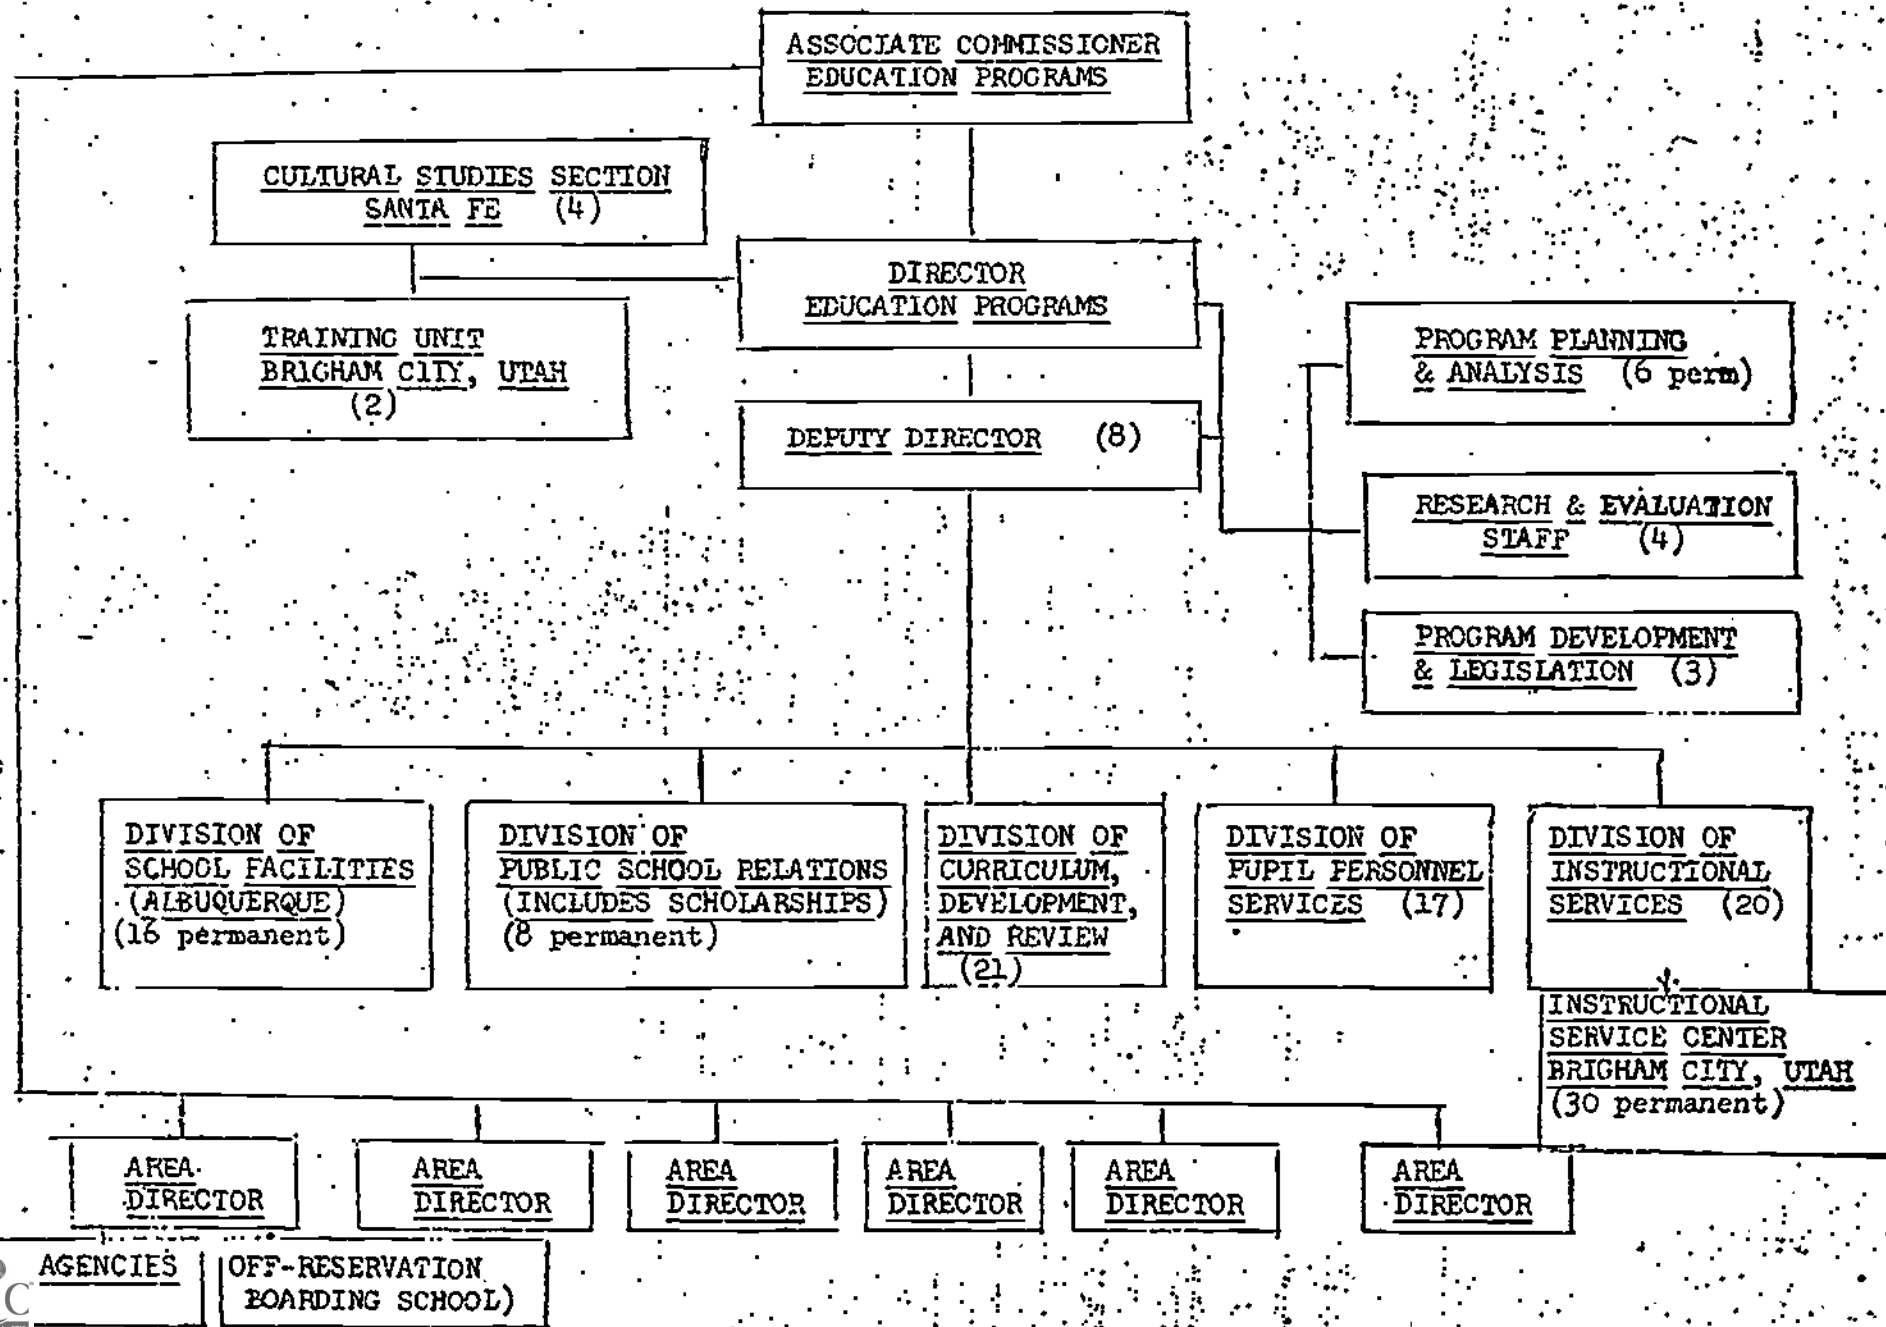 ASSOCIATE COMMISSIONER
EDUCATION PROGRAMS
CULTURAL STUDIES SECTION
SANTA FE (4)
DIRECTOR
EDUCATION PROGRAMS
TRAINING UNIT
BRIGHAM CITY, UTAH
(2)
PROGRAM PLANNING
& ANALYSIS (6 perm)
DEPUTY DIRECTOR (8)
RESEARCH & EVALUATION
STAFF (4)
PROGRAM DEVELOPMENT
& LEGISLATION (3)
DIVISION OF
SCHOOL FACILITIES
(ALBUQUERQUE)
(16 permanent)
DIVISION OF
PUBLIC SCHOOL RELATIONS
(INCLUDES SCHOLARSHIPS)
(8 permanent)
DIVISION OF
CURRICULUM,
DEVELOPMENT,
AND REVIEW
(21)
DIVISION OF
PUPIL PERSONNEL
SERVICES (17)
DIVISION OF
INSTRUCTIONAL
SERVICES (20)
INSTRUCTIONAL
SERVICE CENTER
BRIGHAM CITY, UTAH
(30 permanent)
AREA
DIRECTOR
AREA
DIRECTOR
AREA
DIRECTOR
AREA
DIRECTOR
AREA
DIRECTOR
AREA
DIRECTOR
AGENCIES
OFF-RESERVATION
BOARDING SCHOOL)